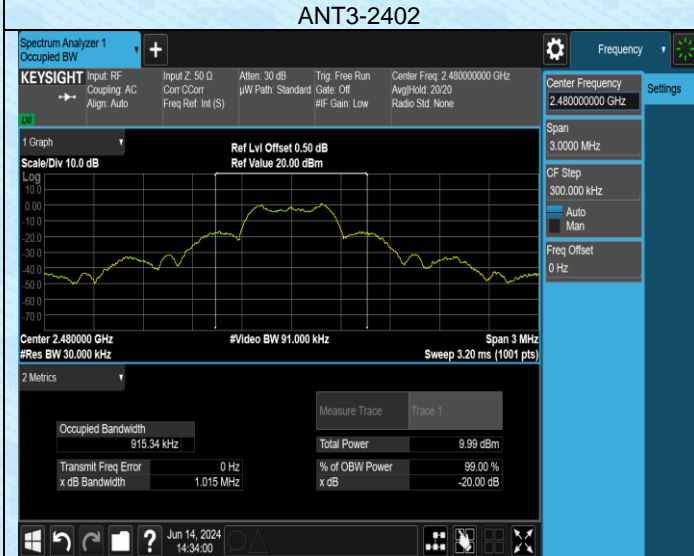 ANT3-2402
Spectrum Analyzer 1
Occupied BW
Frequency
KEYSIGHT
Input: RF
Coupling: AC
Align: Auto
Input Z: 50 Ω
Corr CCorr
Freq Ref: Int (S)
Atten: 30 dB
µW Path: Standard
Trig: Free Run
Gate: Off
#IF Gain: Low
Center Freq: 2.480000000 GHz
Avg|Hold: 20/20
Radio Std: None
Center Frequency
2.480000000 GHz
Settings
Span
3.0000 MHz
CF Step
300.000 kHz
Auto
Man
Freq Offset
0 Hz
1 Graph
Scale/Div 10.0 dB
Ref Lvl Offset 0.50 dB
Ref Value 20.00 dBm
Log
10.0
0.00
-10.0
-20.0
-30.0
-40.0
-50.0
-60.0
-70.0
Center 2.480000 GHz
#Video BW 91.000 kHz
Span 3 MHz
#Res BW 30.000 kHz
Sweep 3.20 ms (1001 pts)
2 Metrics
Measure Trace
Trace 1
Occupied Bandwidth
915.34 kHz
Total Power
9.99 dBm
Transmit Freq Error
0 Hz
% of OBW Power
99.00 %
x dB Bandwidth
1.015 MHz
x dB
-20.00 dB
Jun 14, 2024
14:34:00